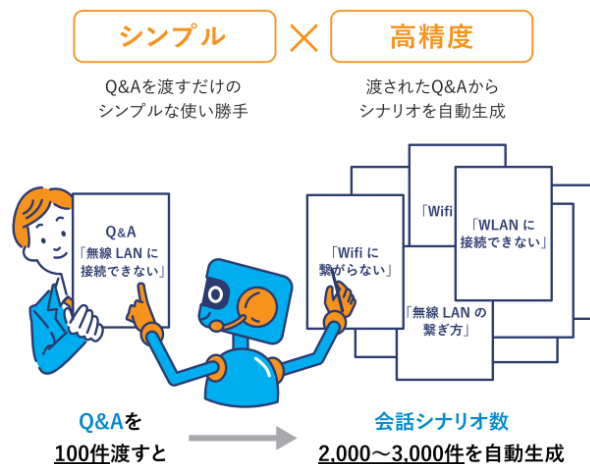 シンプル × 高精度
Q&Aを渡すだけの
シンプルな使い勝手
渡されたQ&Aから
シナリオを自動生成
Q&A
「無線 LAN に
接続できない」
「Wifi に
繋がらない」
「Wifi
「WLAN に
接続できない」
「無線 LAN の
繋ぎ方」
Q&Aを
100件渡すと
会話シナリオ数
2,000〜3,000件を自動生成